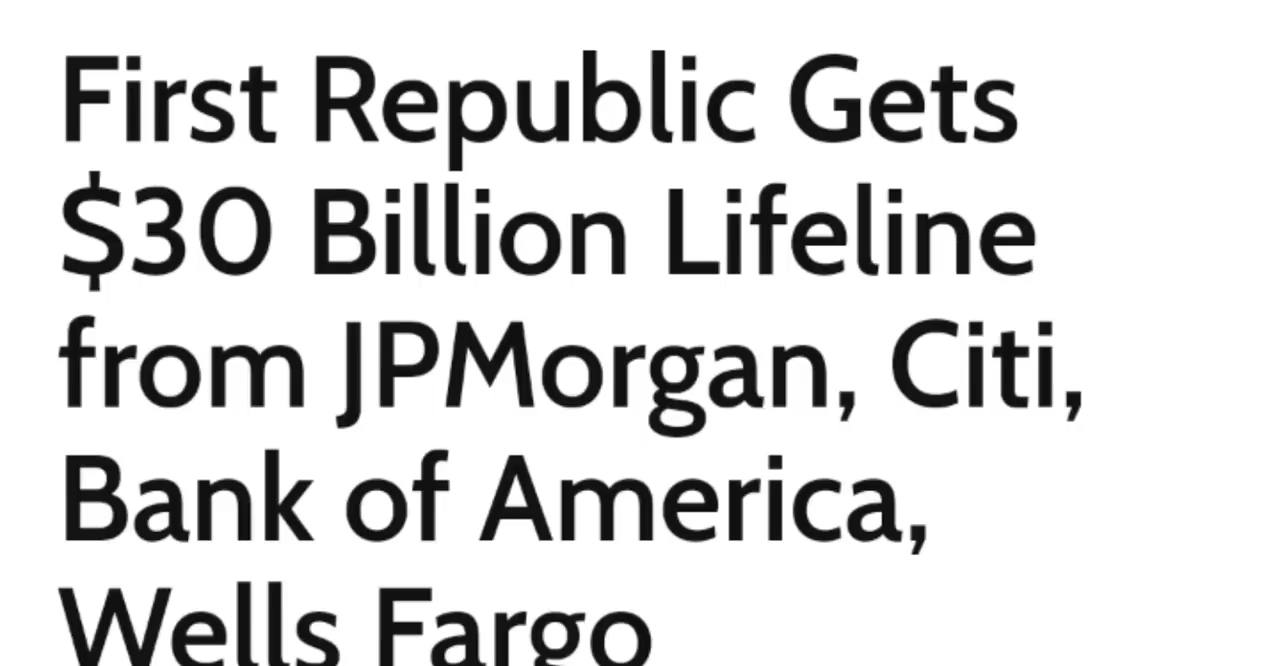 First Republic Gets
$30 Billion Lifeline
from JPMorgan, Citi,
Bank of America,
Wells Fargo